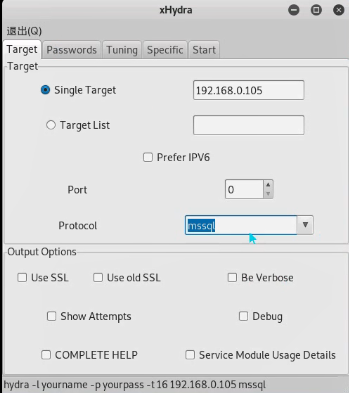 xHydra
退出(Q)
Target Passwords Tuning Specific Start
Target
Single Target 192.168.0.105
Target List
Prefer IPV6
Port 0
Protocol mssql
Output Options
Use SSL Use old SSL Be Verbose
Show Attempts Debug
COMPLETE HELP Service Module Usage Details
hydra -l yourname -p yourpass -t 16 192.168.0.105 mssql